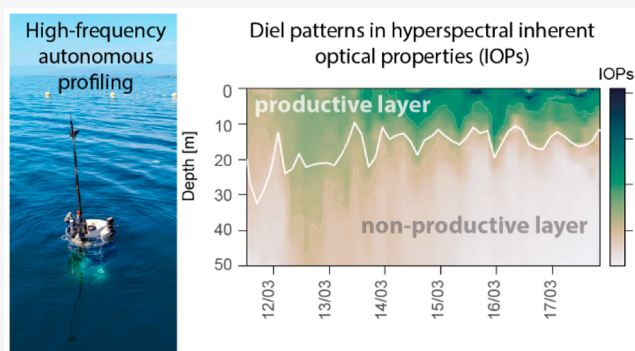 High-frequency
autonomous
profiling
Diel patterns in hyperspectral inherent
optical properties (IOPs)
IOPs
productive layer
non-productive layer
Depth [m]
0
10
20
30
40
50
12/03
13/03
14/03
15/03
16/03
17/03